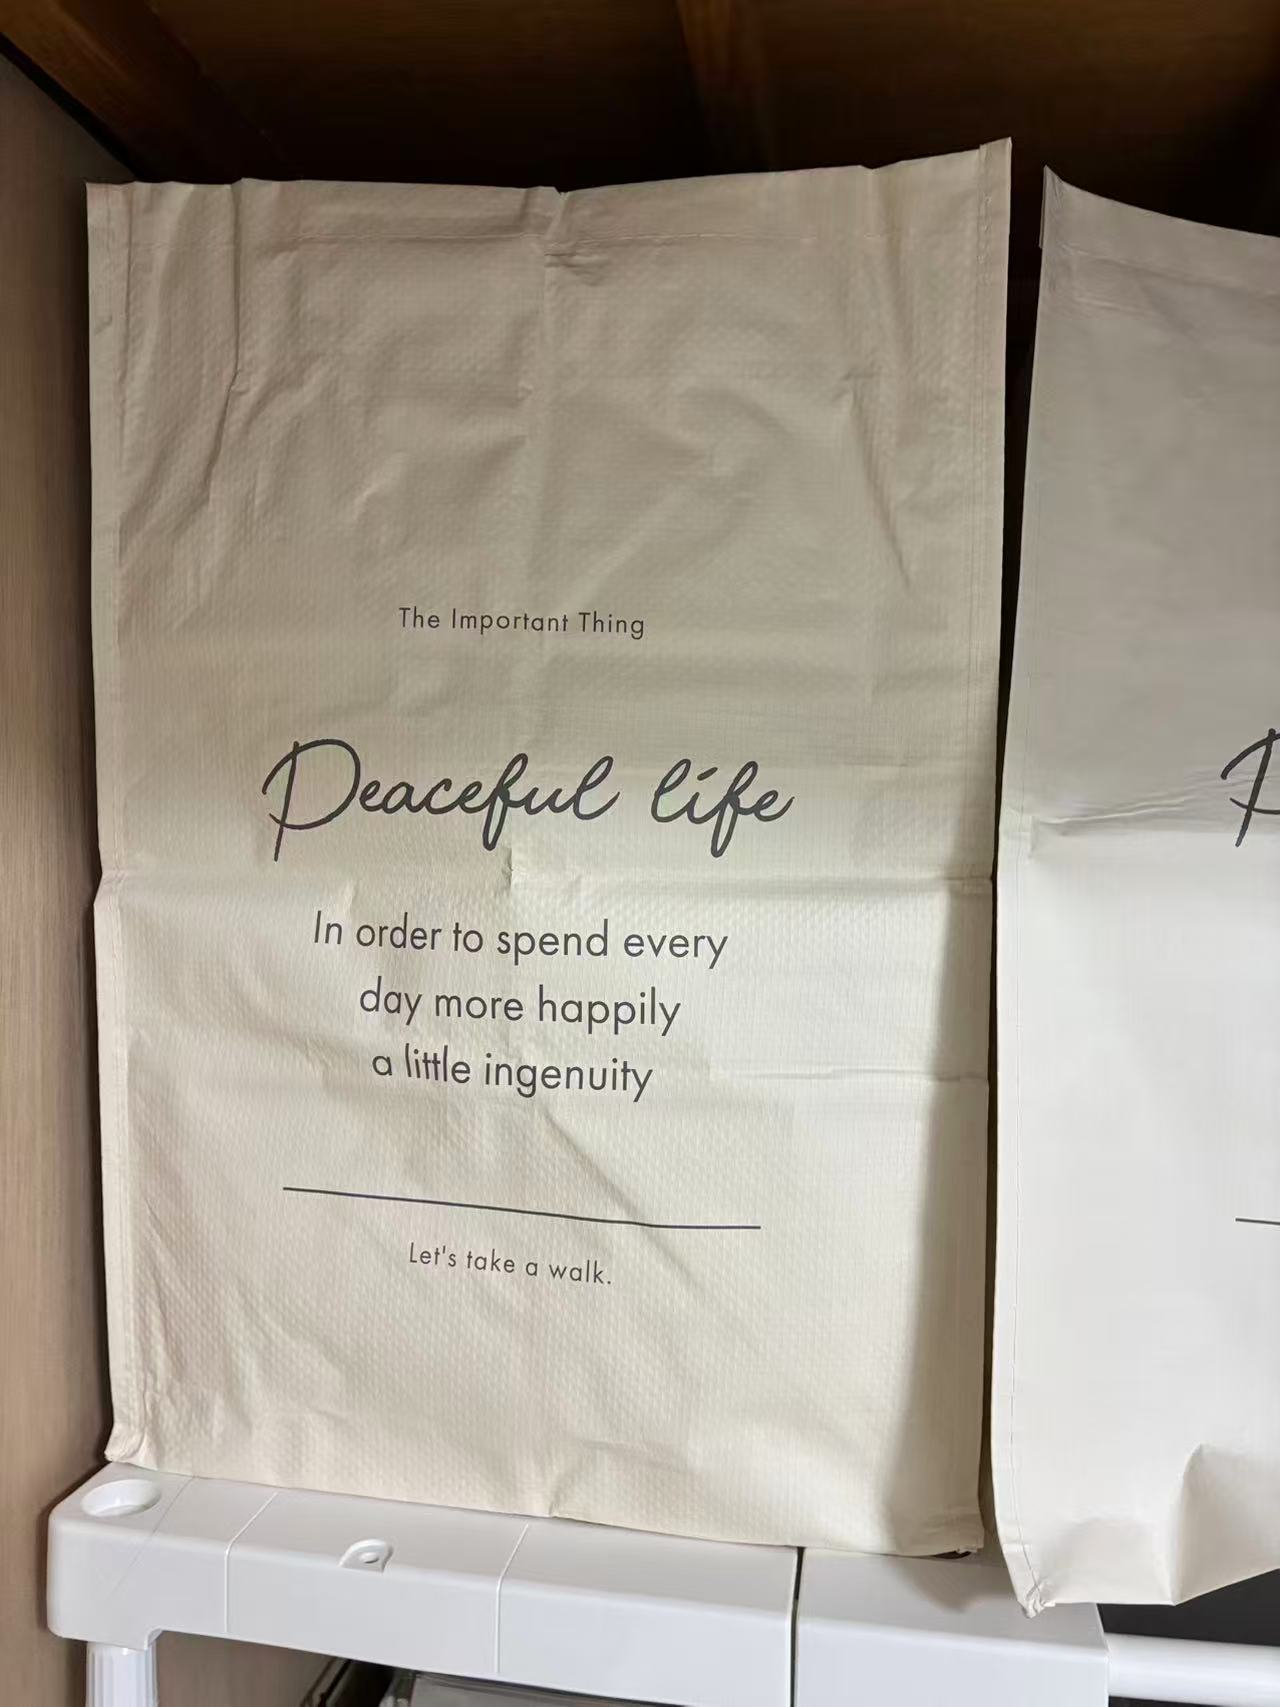 The Important Thing
Peaceful life
In order to spend every
day more happily
a little ingenuity
Let's take a walk.
P